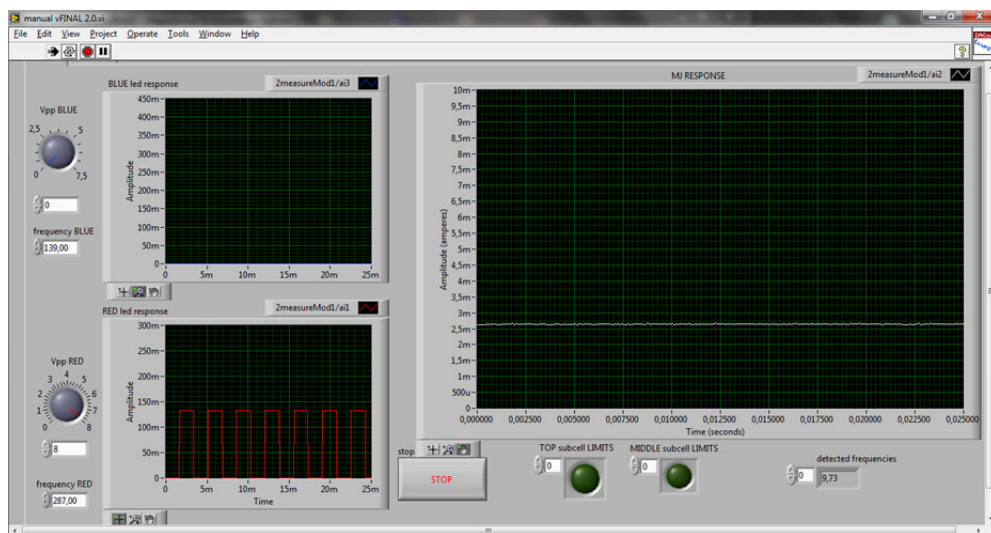 manual vFINAL 2.0.vi
File Edit View Project Operate Tools Window Help
BLUE led response 2measureMod1/ai3
Vpp BLUE
2,5 5
0 7,5
0
frequency BLUE
139,00
Amplitude
450m
400m
350m
300m
250m
200m
150m
100m
50m
0
0 5m 10m 15m 20m 25m
RED led response 2measureMod1/ai1
Vpp RED
0 1 2 3 4 5 6 7 8
8
frequency RED
287,00
Amplitude
300m
250m
200m
150m
100m
50m
0
0 5m 10m 15m 20m 25m
Time
MJ RESPONSE 2measureMod1/ai2
Amplitude (amperes)
10m
9,5m
9m
8,5m
8m
7,5m
7m
6,5m
6m
5,5m
5m
4,5m
4m
3,5m
3m
2,5m
2m
1,5m
1m
500u
0
0,000000 0,002500 0,005000 0,007500 0,010000 0,012500 0,015000 0,017500 0,020000 0,022500 0,025000
Time (seconds)
stop
STOP
TOP subcell LIMITS
0
MIDDLE subcell LIMITS
0
detected frequencies
0 9,73